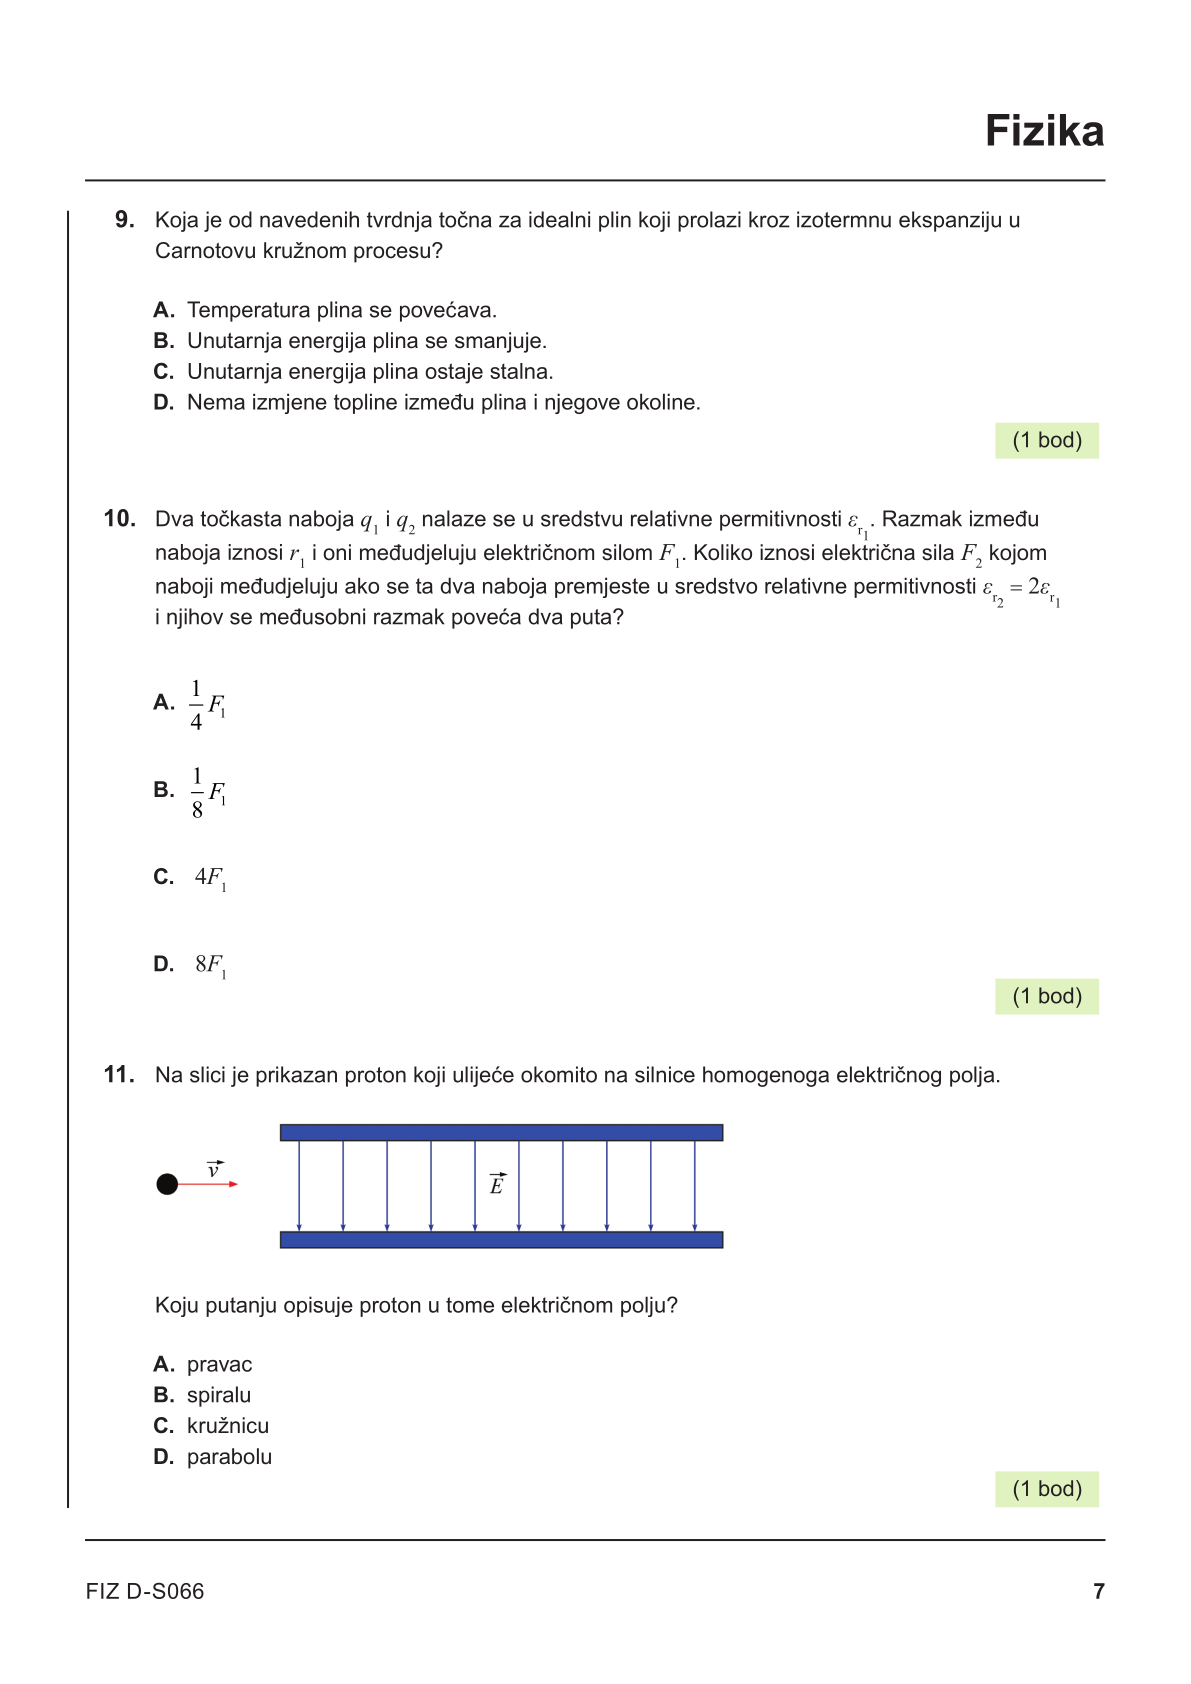 Fizika
9. Koja je od navedenih tvrdnja točna za idealni plin koji prolazi kroz izotermnu ekspanziju u
Carnotovu kružnom procesu?
A. Temperatura plina se povećava.
B. Unutarnja energija plina se smanjuje.
C. Unutarnja energija plina ostaje stalna.
D. Nema izmjene topline između plina i njegove okoline.
(1 bod)
10. Dva točkasta naboja q₁ i q₂ nalaze se u sredstvu relativne permitivnosti ε_{r₁}. Razmak između
naboja iznosi r₁ i oni međudjeluju električnom silom F₁. Koliko iznosi električna sila F₂ kojom
naboji međudjeluju ako se ta dva naboja premjeste u sredstvo relativne permitivnosti ε_{r₂} = 2ε_{r₁}
i njihov se međusobni razmak poveća dva puta?
A. 1/4 F₁
B. 1/8 F₁
C. 4F₁
D. 8F₁
(1 bod)
11. Na slici je prikazan proton koji ulijeće okomito na silnice homogenoga električnog polja.
v⃗
E⃗
Koju putanju opisuje proton u tome električnom polju?
A. pravac
B. spiralu
C. kružnicu
D. parabolu
(1 bod)
FIZ D-S066
7